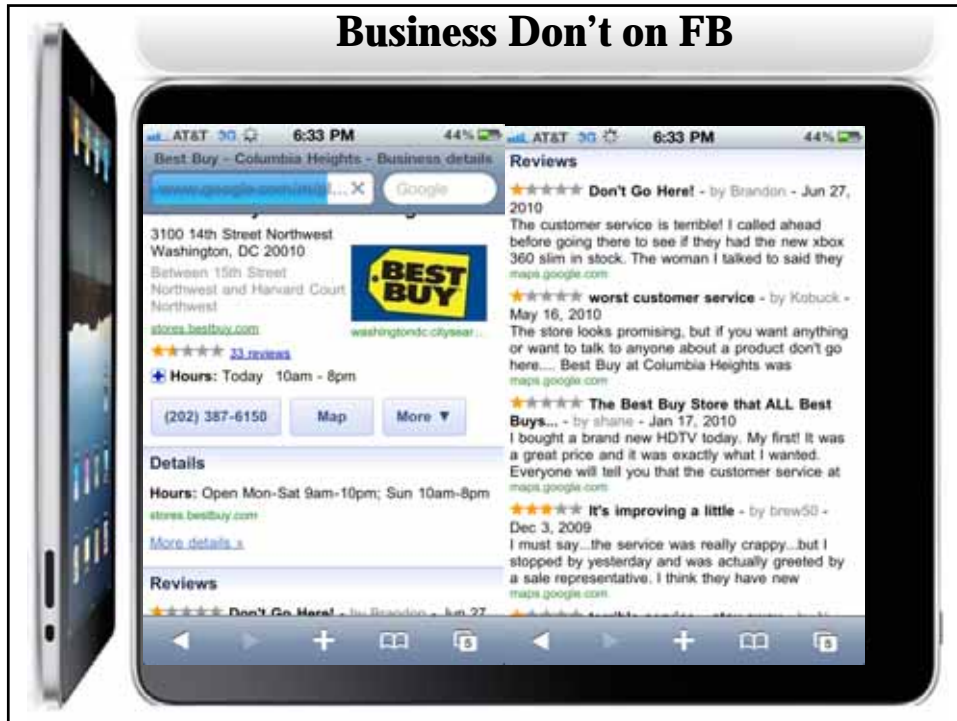 Business Don't on FB
AT&T 3G 6:33 PM 44%
Best Buy - Columbia Heights - Business details
www.google.com/m/pl... Google
3100 14th Street Northwest
Washington, DC 20010
Between 15th Street
Northwest and Harvard Court
Northwest
stores.bestbuy.com
BEST
BUY
washingtondc.citysear...
33 reviews
Hours: Today 10am - 8pm
(202) 387-6150 Map More ▼
Details
Hours: Open Mon-Sat 9am-10pm; Sun 10am-8pm
stores.bestbuy.com
More details »
Reviews
Don't Go Here! - by Brandon - Jun 27
5
AT&T 3G 6:33 PM 44%
Reviews
Don't Go Here! - by Brandon - Jun 27,
2010
The customer service is terrible! I called ahead
before going there to see if they had the new xbox
360 slim in stock. The woman I talked to said they
maps.google.com
worst customer service - by Kobuck -
May 16, 2010
The store looks promising, but if you want anything
or want to talk to anyone about a product don't go
here.... Best Buy at Columbia Heights was
maps.google.com
The Best Buy Store that ALL Best
Buys... - by shane - Jan 17, 2010
I bought a brand new HDTV today. My first! It was
a great price and it was exactly what I wanted.
Everyone will tell you that the customer service at
maps.google.com
It's improving a little - by brew50 -
Dec 3, 2009
I must say...the service was really crappy...but I
stopped by yesterday and was actually greeted by
a sale representative. I think they have new
maps.google.com
5